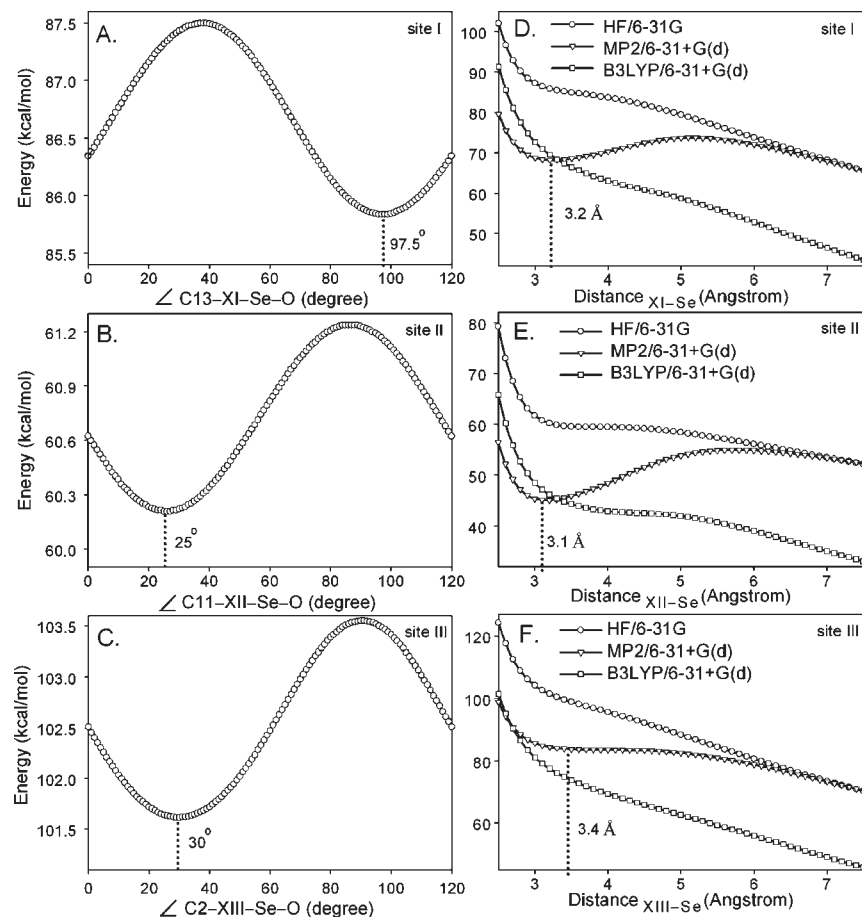 A.
site I
87.5
87.0
86.5
86.0
85.5
Energy (kcal/mol)
97.5°
0 20 40 60 80 100 120
∠ C13–XI–Se–O (degree)
D.
site I
HF/6-31G
MP2/6-31+G(d)
B3LYP/6-31+G(d)
100
90
80
70
60
50
3.2 Å
3 4 5 6 7
Distance XI–Se (Angstrom)
B.
site II
61.2
60.9
60.6
60.3
60.0
Energy (kcal/mol)
25°
0 20 40 60 80 100 120
∠ C11–XII–Se–O (degree)
E.
site II
HF/6-31G
MP2/6-31+G(d)
B3LYP/6-31+G(d)
80
70
60
50
40
3.1 Å
3 4 5 6 7
Distance XII–Se (Angstrom)
C.
site III
103.5
103.0
102.5
102.0
101.5
Energy (kcal/mol)
30°
0 20 40 60 80 100 120
∠ C2–XIII–Se–O (degree)
F.
site III
HF/6-31G
MP2/6-31+G(d)
B3LYP/6-31+G(d)
120
100
80
60
3.4 Å
3 4 5 6 7
Distance XIII–Se (Angstrom)